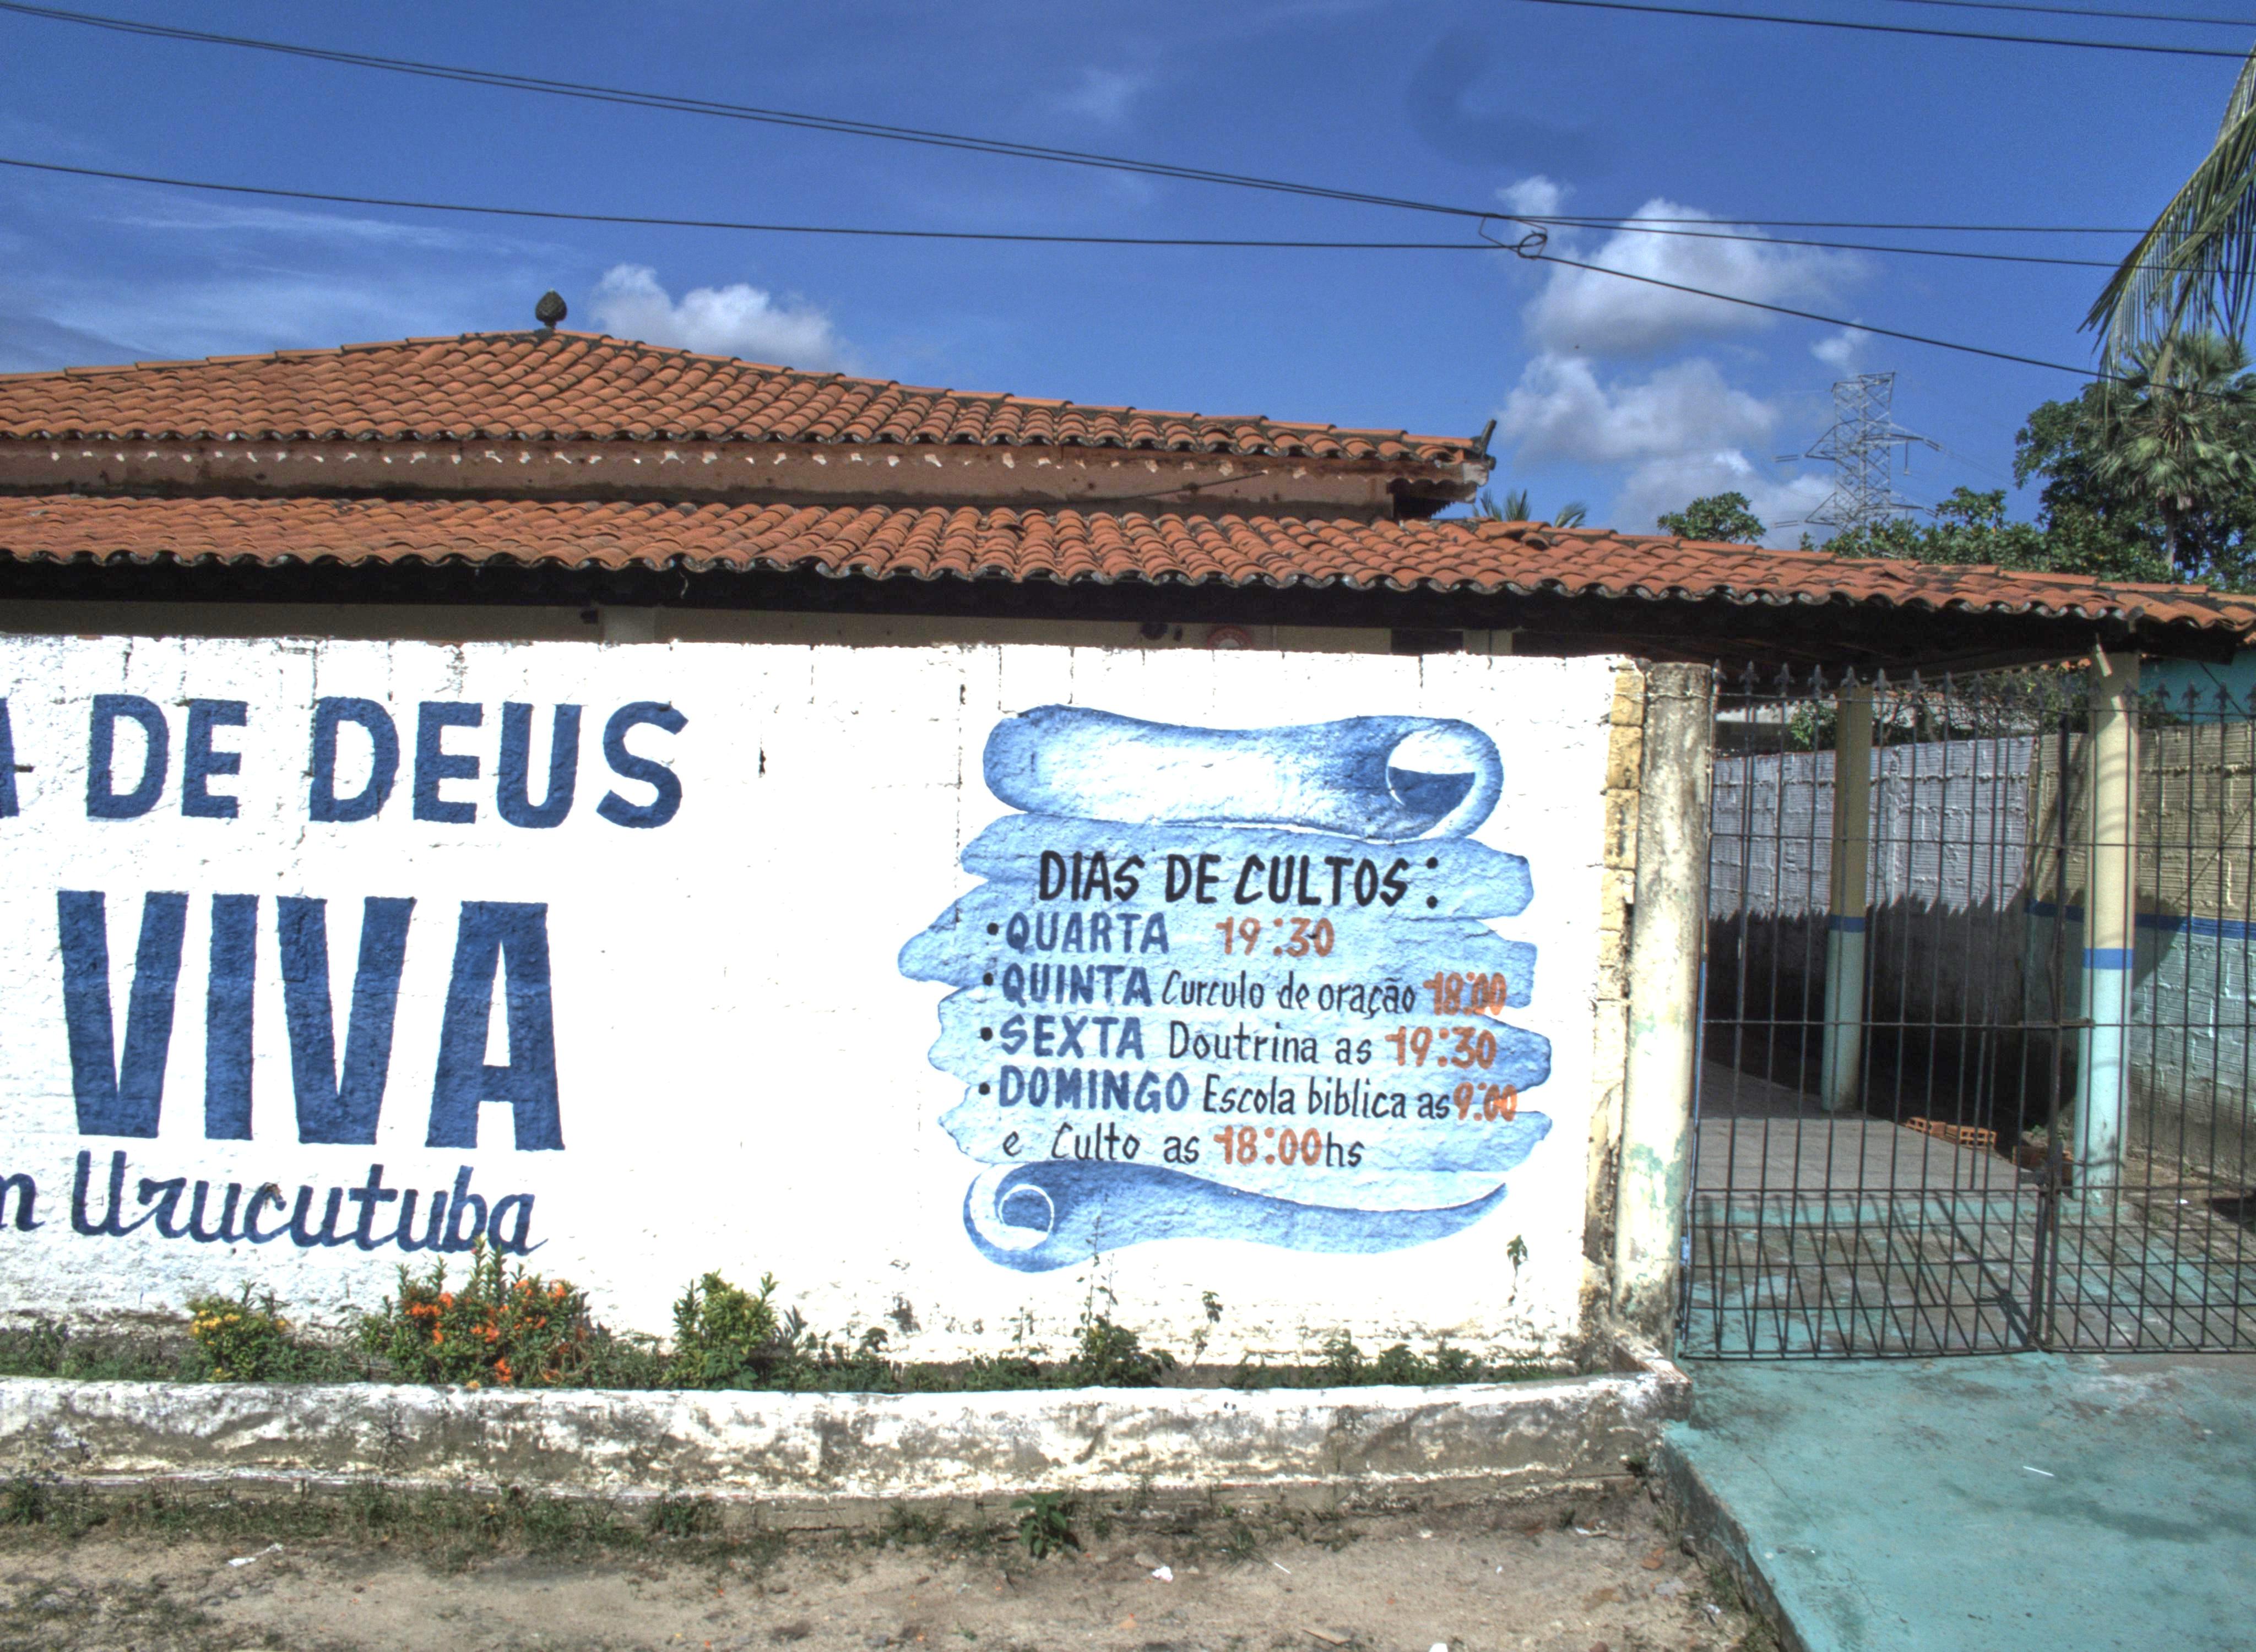 DE DEUS
VIVA
Urucutuba
DIAS DE CULTOS:
•QUARTA 19:30
•QUINTA Curculo de oração 18:00
•SEXTA Doutrina as 19:30
•DOMINGO Escola biblica as 9:00
e Culto as 18:00hs